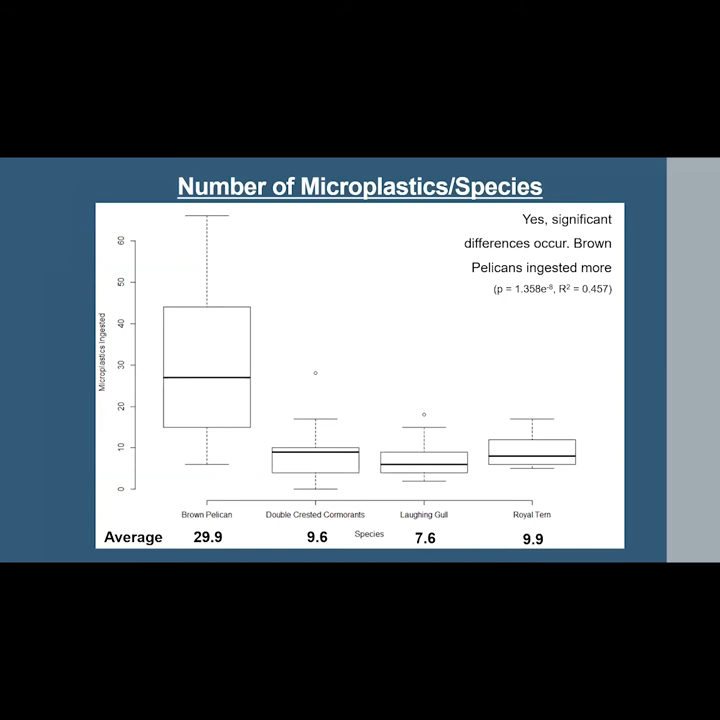 Number of Microplastics/Species
Yes, significant
differences occur. Brown
Pelicans ingested more
(p = 1.358e⁻⁸, R² = 0.457)
Microplastics Ingested
60
50
40
30
20
10
0
Brown Pelican
Double Crested Cormorants
Laughing Gull
Royal Tern
Species
Average 29.9 9.6 7.6 9.9